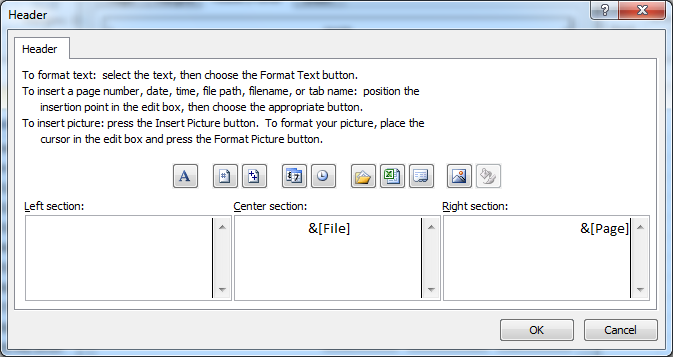 Header
Header
To format text: select the text, then choose the Format Text button.
To insert a page number, date, time, file path, filename, or tab name: position the
insertion point in the edit box, then choose the appropriate button.
To insert picture: press the Insert Picture button. To format your picture, place the
cursor in the edit box and press the Format Picture button.
A
Left section:
Center section:
Right section:
&[File]
&[Page]
OK
Cancel